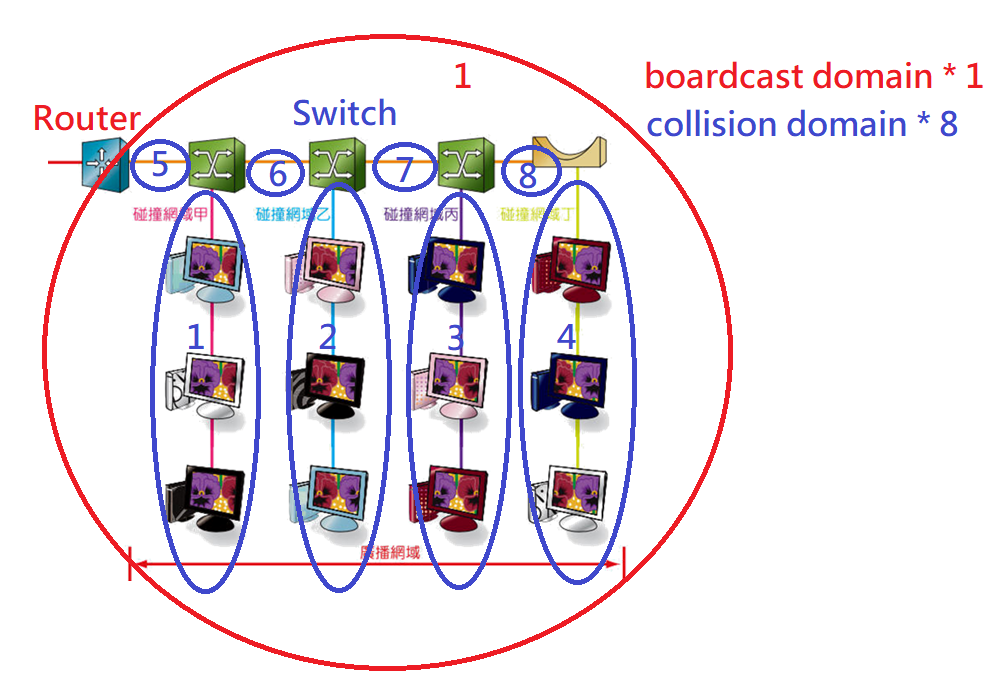 1
boardcast domain * 1
Router
Switch
collision domain * 8
5
6
7
8
碰撞網域甲
碰撞網域乙
碰撞網域丙
碰撞網域丁
1
2
3
4
廣播網域